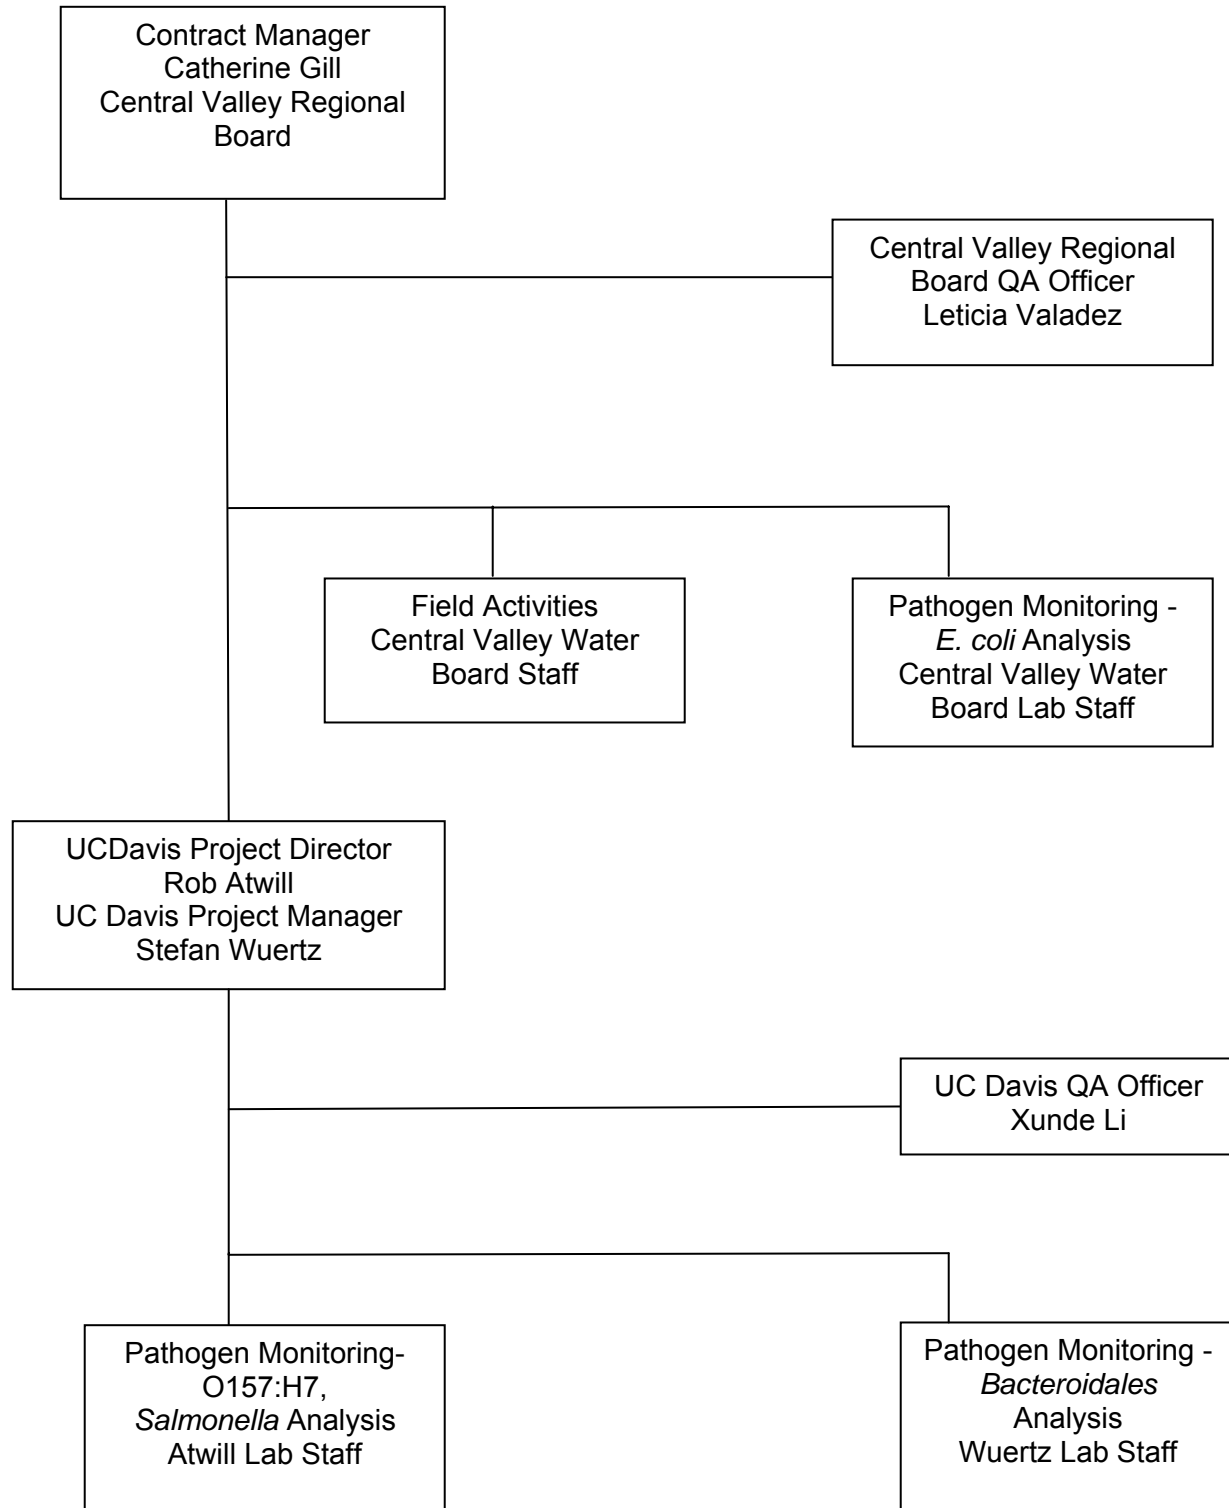 Contract Manager
Catherine Gill
Central Valley Regional
Board
Central Valley Regional
Board QA Officer
Leticia Valadez
Field Activities
Central Valley Water
Board Staff
Pathogen Monitoring -
E. coli Analysis
Central Valley Water
Board Lab Staff
UCDavis Project Director
Rob Atwill
UC Davis Project Manager
Stefan Wuertz
UC Davis QA Officer
Xunde Li
Pathogen Monitoring-
O157:H7,
Salmonella Analysis
Atwill Lab Staff
Pathogen Monitoring -
Bacteroidales
Analysis
Wuertz Lab Staff